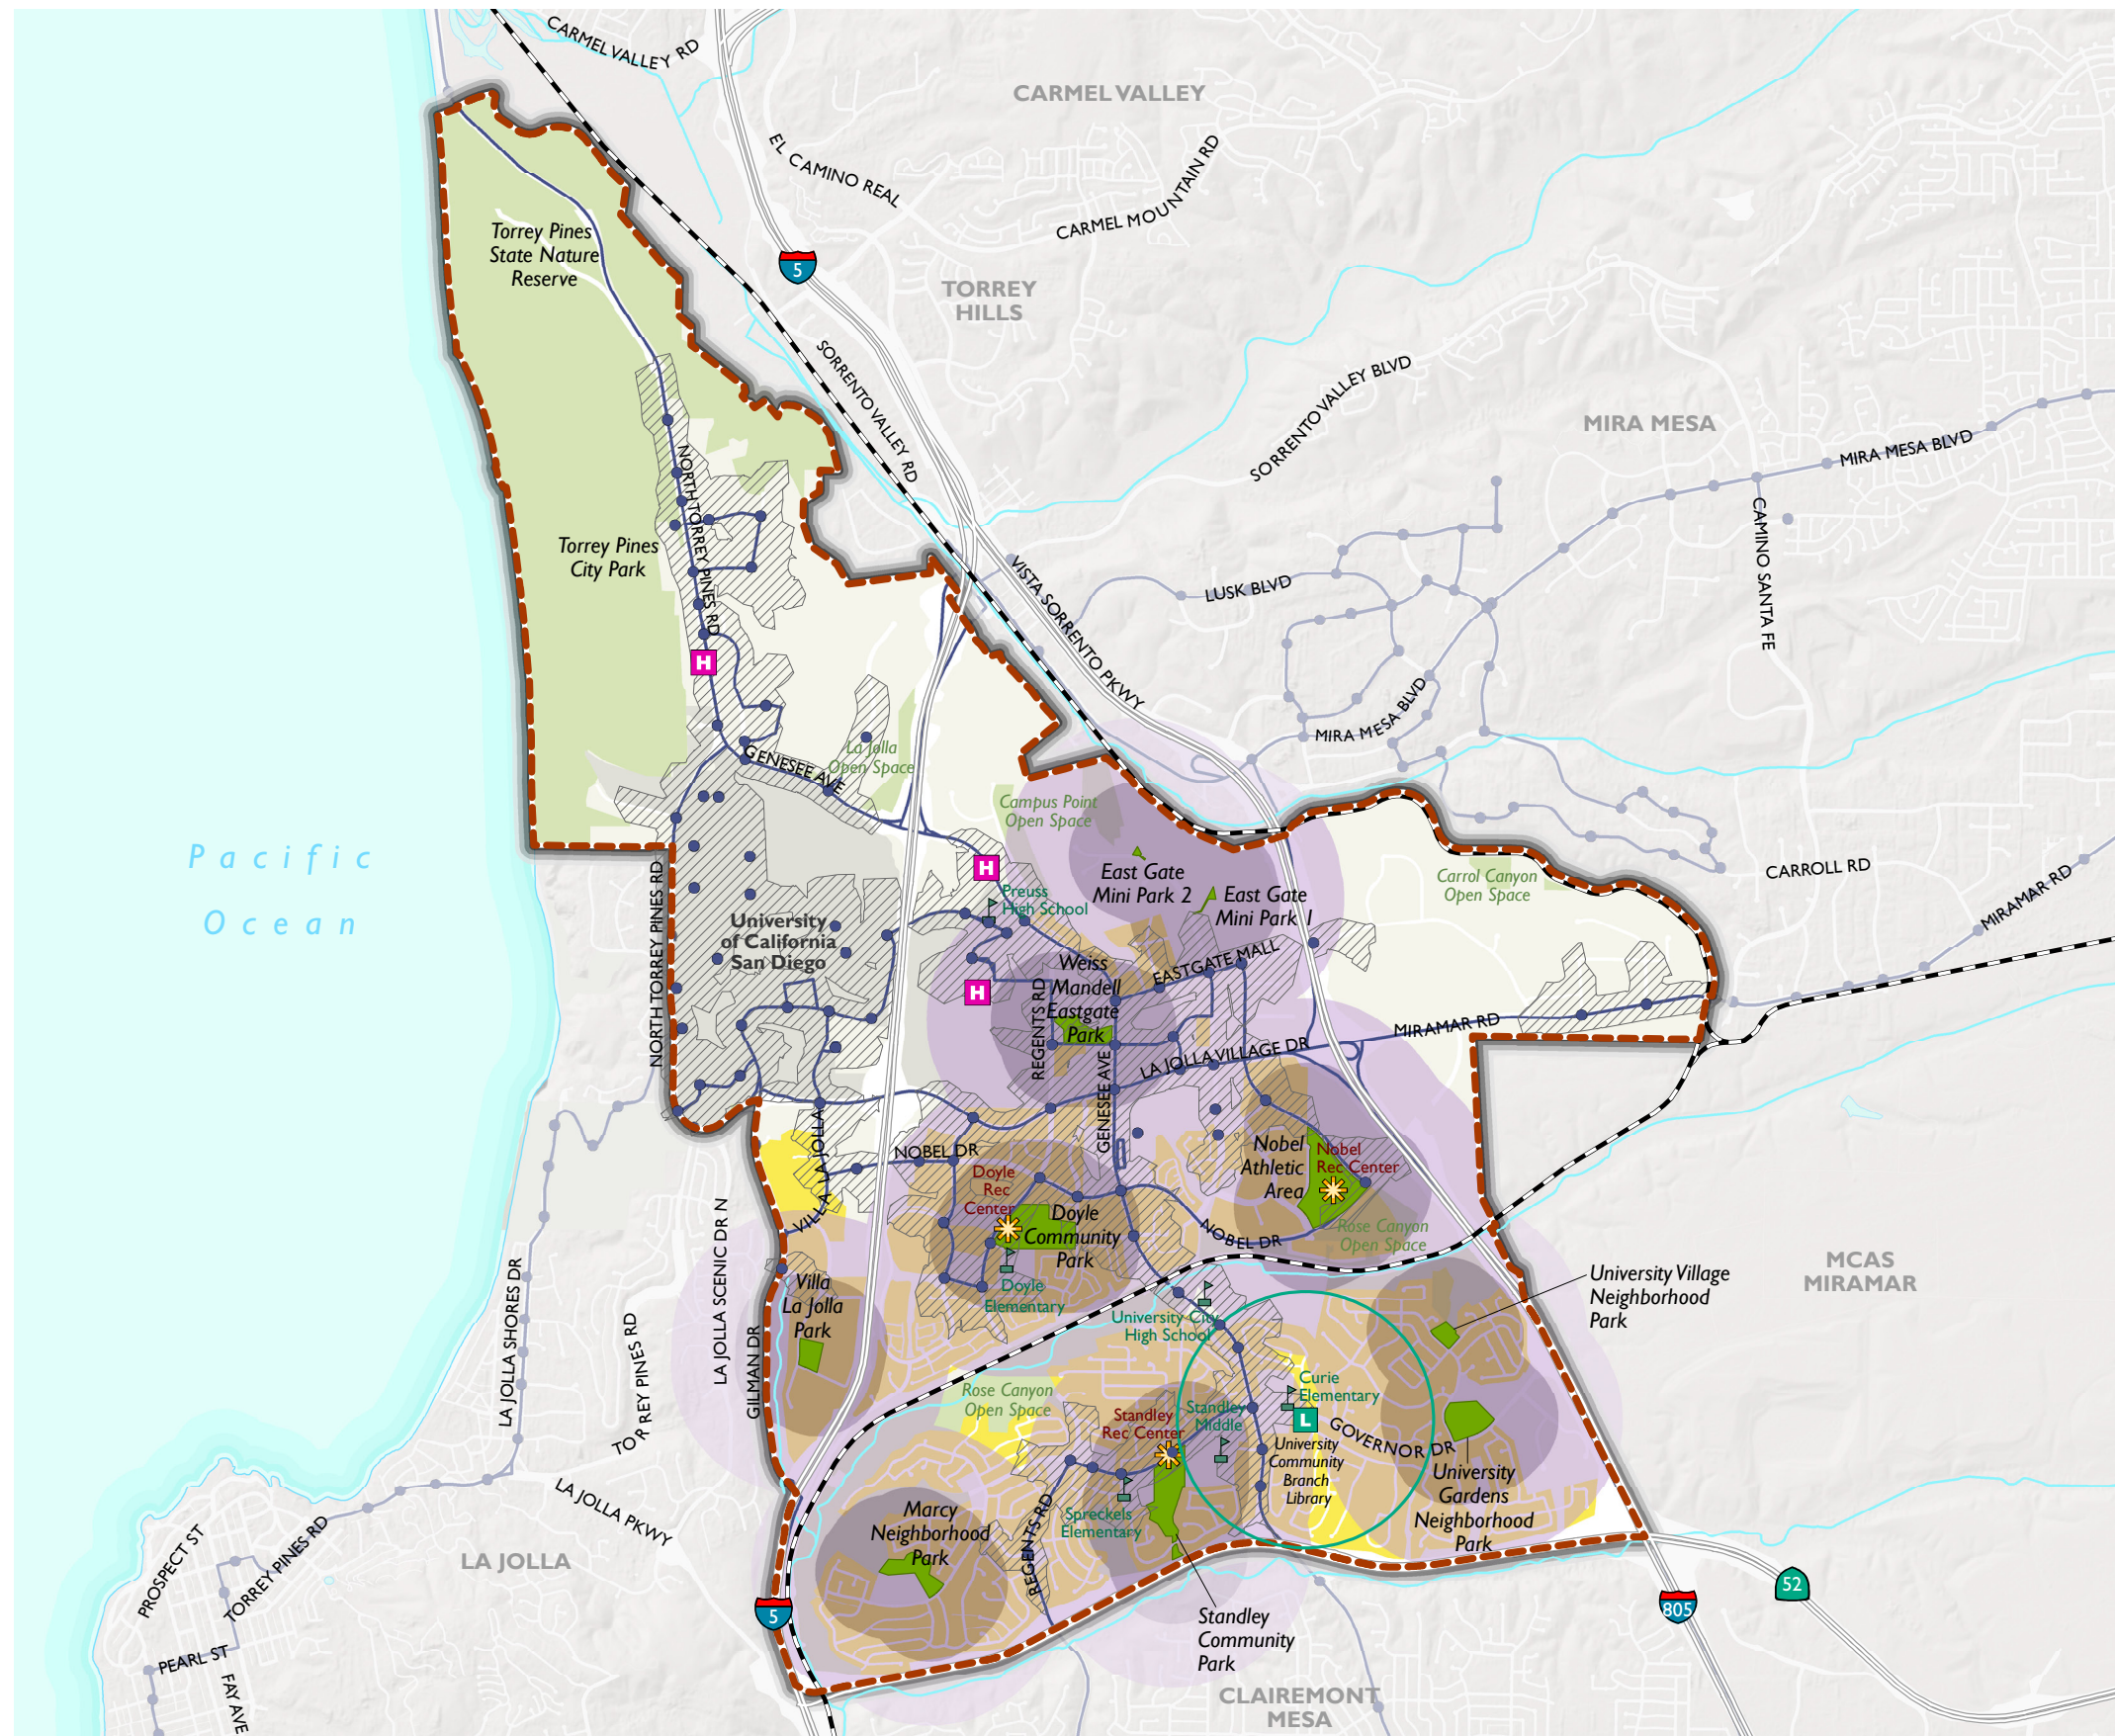 CARMEL VALLEY RD
CARMEL VALLEY
EL CAMINO REAL
CARMEL MOUNTAIN RD
Torrey Pines
State Nature
Reserve
5
TORREY
HILLS
SORRENTO VALLEY RD
SORRENTO VALLEY BLVD
MIRA MESA
MIRA MESA BLVD
CAMINO SANTA FE
NORTH TORREY PINES RD
Torrey Pines
City Park
VISTA SORRENTO PKWY
LUSK BLVD
H
MIRA MESA BLVD
GENESEE AVE
La Jolla
Open Space
Campus Point
Open Space
Pacific
Ocean
NORTH TORREY PINES RD
H
Preuss
High School
East Gate
Mini Park 2
East Gate
Mini Park 1
Carrol Canyon
Open Space
CARROLL RD
MIRAMAR RD
University
of California
San Diego
H
Weiss
Mandell
Eastgate
Park
EASTGATE MALL
REGENTS RD
GENESEE AVE
LA JOLLA VILLAGE DR
MIRAMAR RD
VILLA LA JOLLA
NOBEL DR
Doyle
Rec
Center
Doyle
Community
Park
Nobel
Athletic
Area
Nobel
Rec Center
NOBEL DR
Rose Canyon
Open Space
LA JOLLA SCENIC DR N
Villa
La Jolla
Park
Doyle
Elementary
University City
High School
MCAS
MIRAMAR
University Village
Neighborhood
Park
LA JOLLA SHORES DR
TORREY PINES RD
GILMAN DR
Rose Canyon
Open Space
Standley
Rec Center
Standley
Middle
Curie
Elementary
L
GOVERNOR DR
University
Community
Branch
Library
University
Gardens
Neighborhood
Park
LA JOLLA PKWY
Marcy
Neighborhood
Park
REGENTS RD
Spreckels
Elementary
PROSPECT ST
TORREY PINES RD
LA JOLLA
5
805
52
Standley
Community
Park
PEARL ST
FAY AVE
CLAIREMONT
MESA